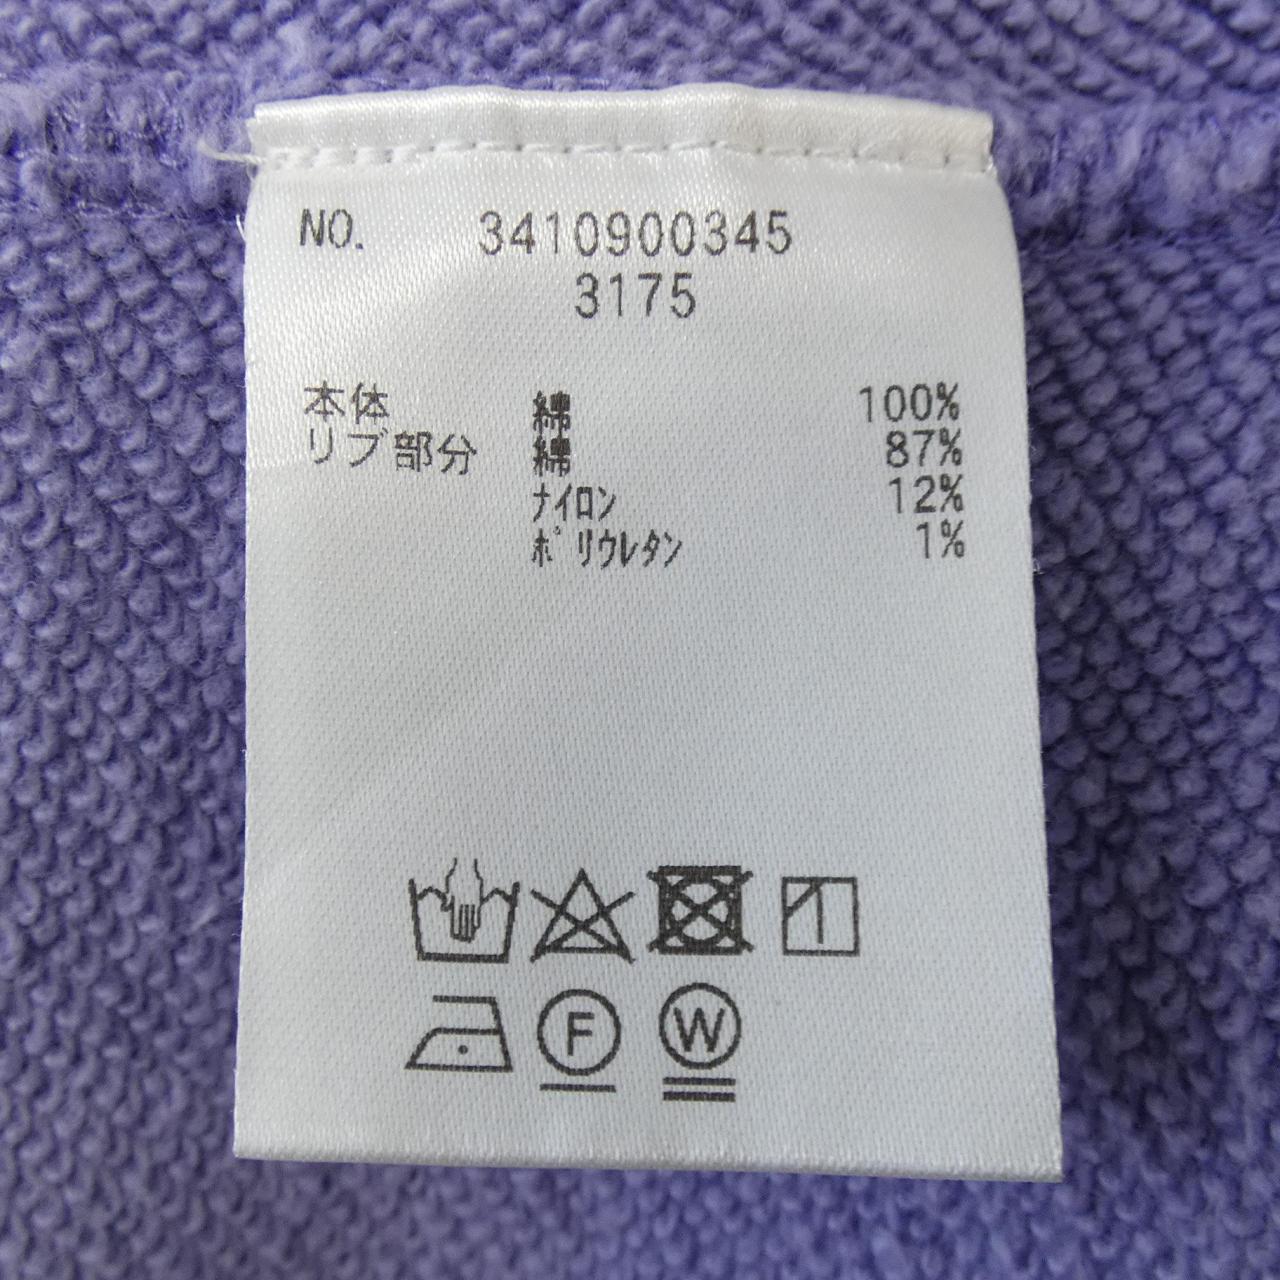 NO. 3410900345
3175
本体 綿 100%
リブ部分 綿 87%
ナイロン 12%
ポリウレタン 1%
F W